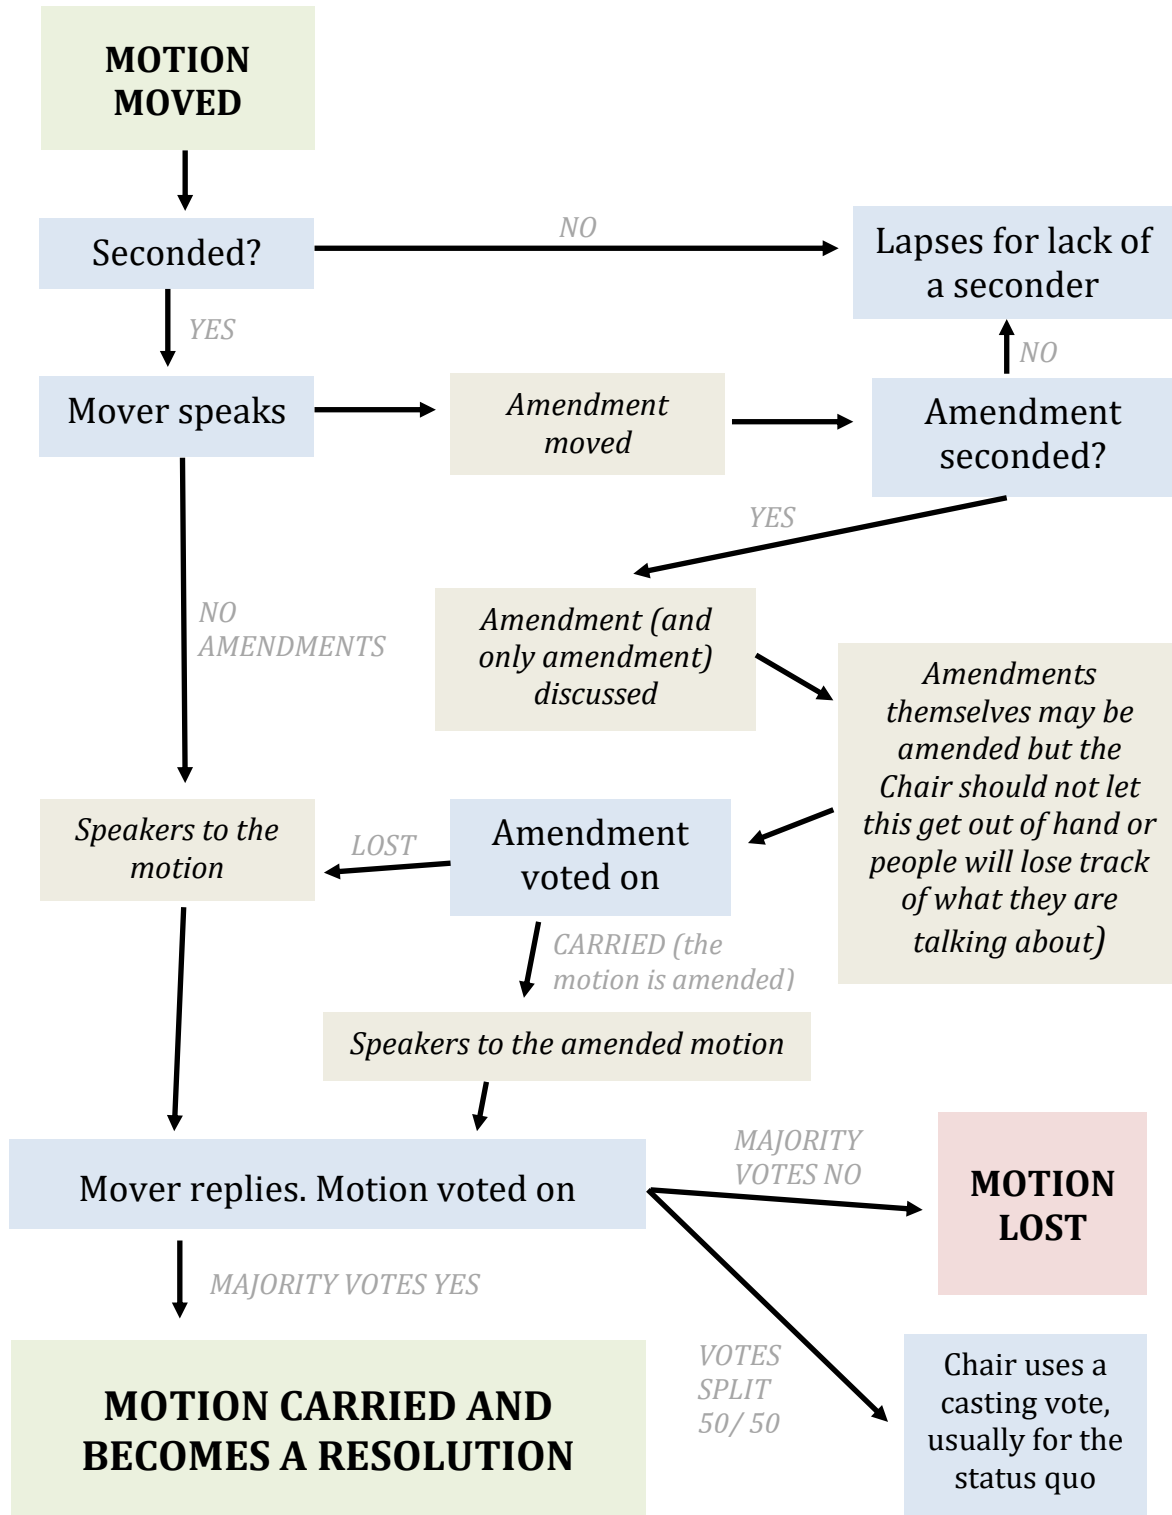 MOTION
MOVED
Seconded?
NO
Lapses for lack of
a seconder
YES
NO
Mover speaks
Amendment
moved
Amendment
seconded?
YES
NO
AMENDMENTS
Amendment (and
only amendment)
discussed
Amendments
themselves may be
amended but the
Chair should not let
this get out of hand or
people will lose track
of what they are
talking about)
Speakers to the
motion
LOST
Amendment
voted on
CARRIED (the
motion is amended)
Speakers to the amended motion
Mover replies. Motion voted on
MAJORITY
VOTES NO
MOTION
LOST
MAJORITY VOTES YES
VOTES
SPLIT
50/ 50
Chair uses a
casting vote,
usually for the
status quo
MOTION CARRIED AND
BECOMES A RESOLUTION